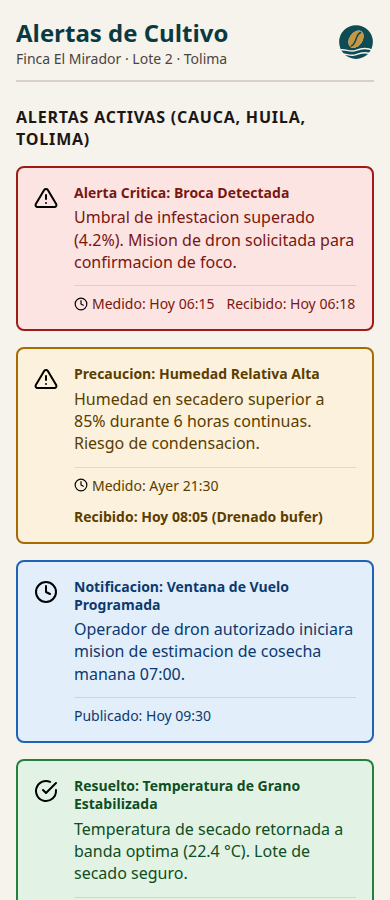 Alertas de Cultivo
Finca El Mirador · Lote 2 · Tolima
ALERTAS ACTIVAS (CAUCA, HUILA,
TOLIMA)
Alerta Critica: Broca Detectada
Umbral de infestacion superado
(4.2%). Mision de dron solicitada para
confirmacion de foco.
Medido: Hoy 06:15 Recibido: Hoy 06:18
Precaucion: Humedad Relativa Alta
Humedad en secadero superior a
85% durante 6 horas continuas.
Riesgo de condensacion.
Medido: Ayer 21:30
Recibido: Hoy 08:05 (Drenado bufer)
Notificacion: Ventana de Vuelo
Programada
Operador de dron autorizado iniciara
mision de estimacion de cosecha
manana 07:00.
Publicado: Hoy 09:30
Resuelto: Temperatura de Grano
Estabilizada
Temperatura de secado retornada a
banda optima (22.4 °C). Lote de
secado seguro.